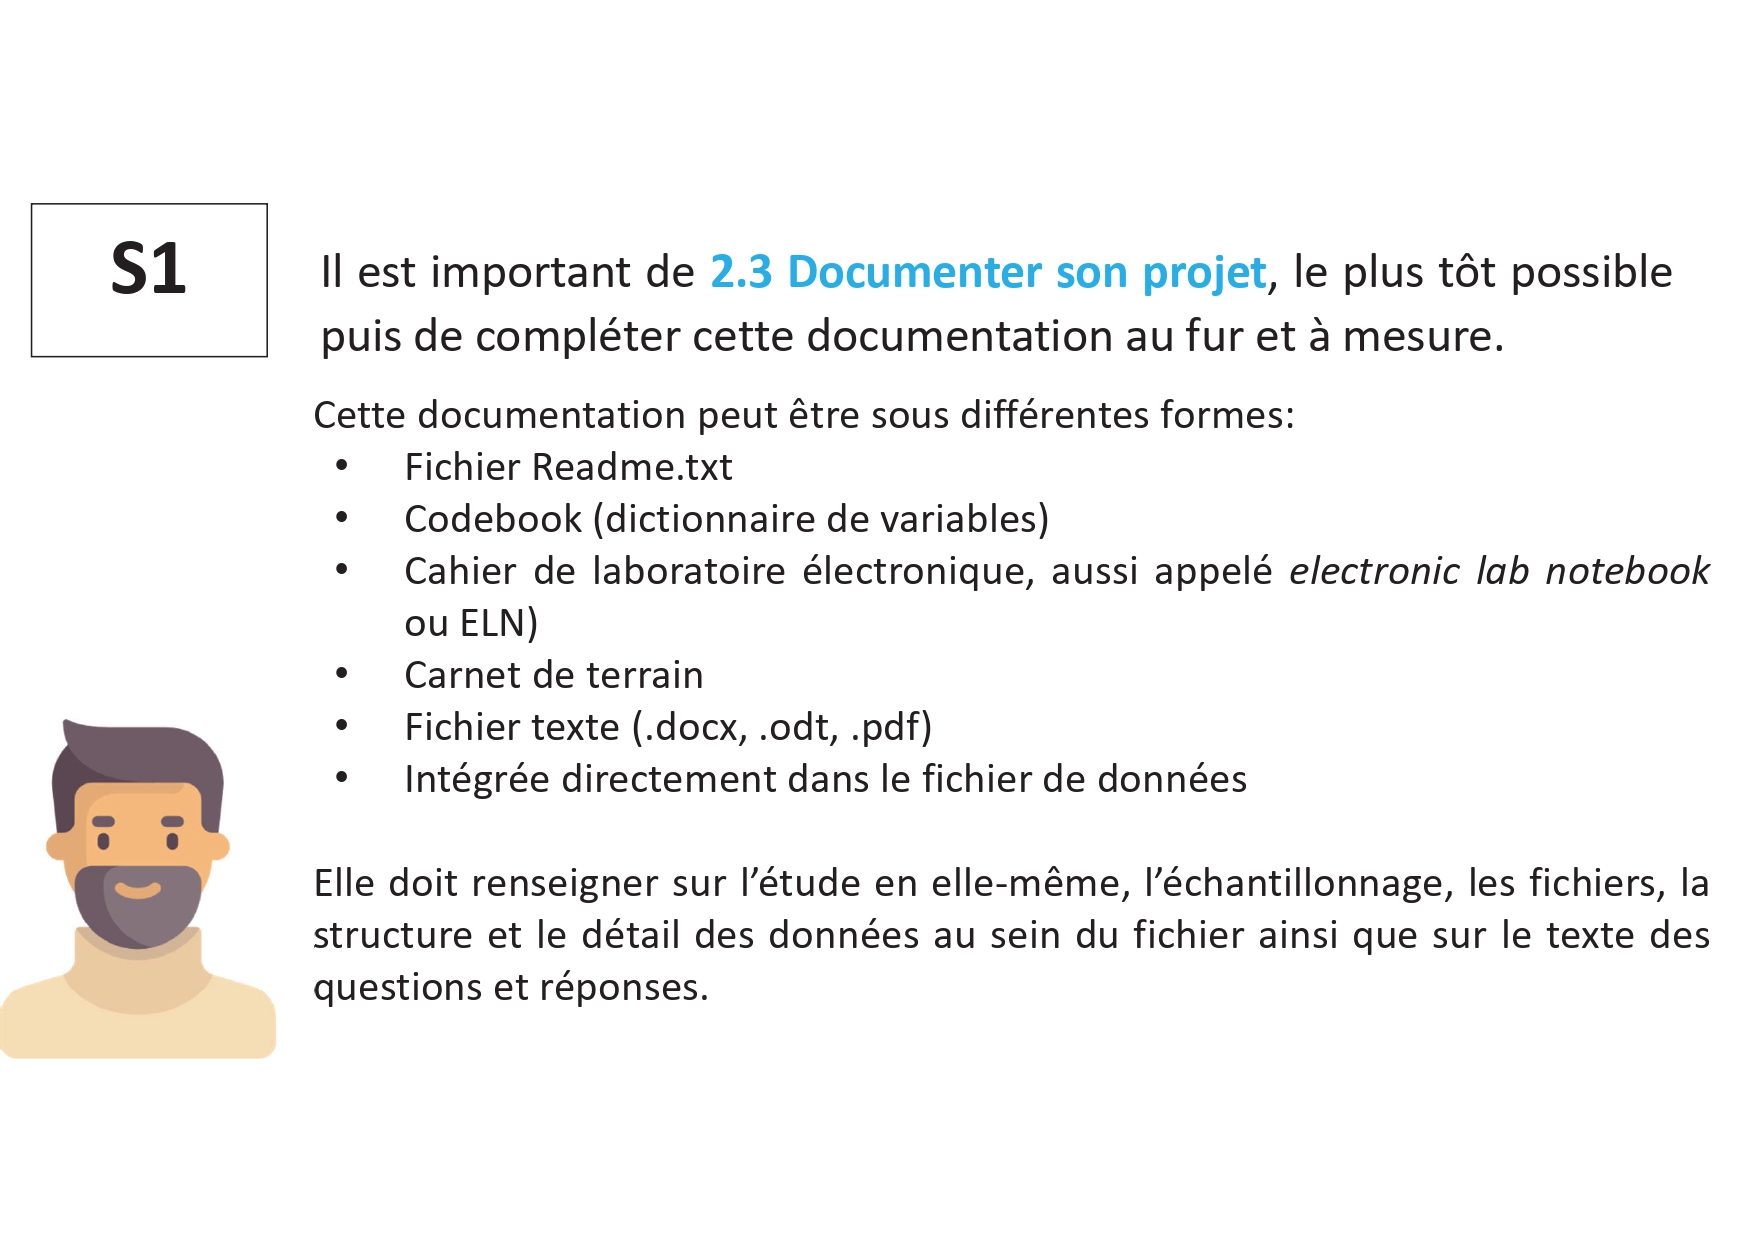 S1
Il est important de 2.3 Documenter son projet, le plus tôt possible
puis de compléter cette documentation au fur et à mesure.
Cette documentation peut être sous différentes formes:
• Fichier Readme.txt
• Codebook (dictionnaire de variables)
• Cahier de laboratoire électronique, aussi appelé electronic lab notebook
ou ELN)
• Carnet de terrain
• Fichier texte (.docx, .odt, .pdf)
• Intégrée directement dans le fichier de données
Elle doit renseigner sur l’étude en elle-même, l’échantillonnage, les fichiers, la
structure et le détail des données au sein du fichier ainsi que sur le texte des
questions et réponses.